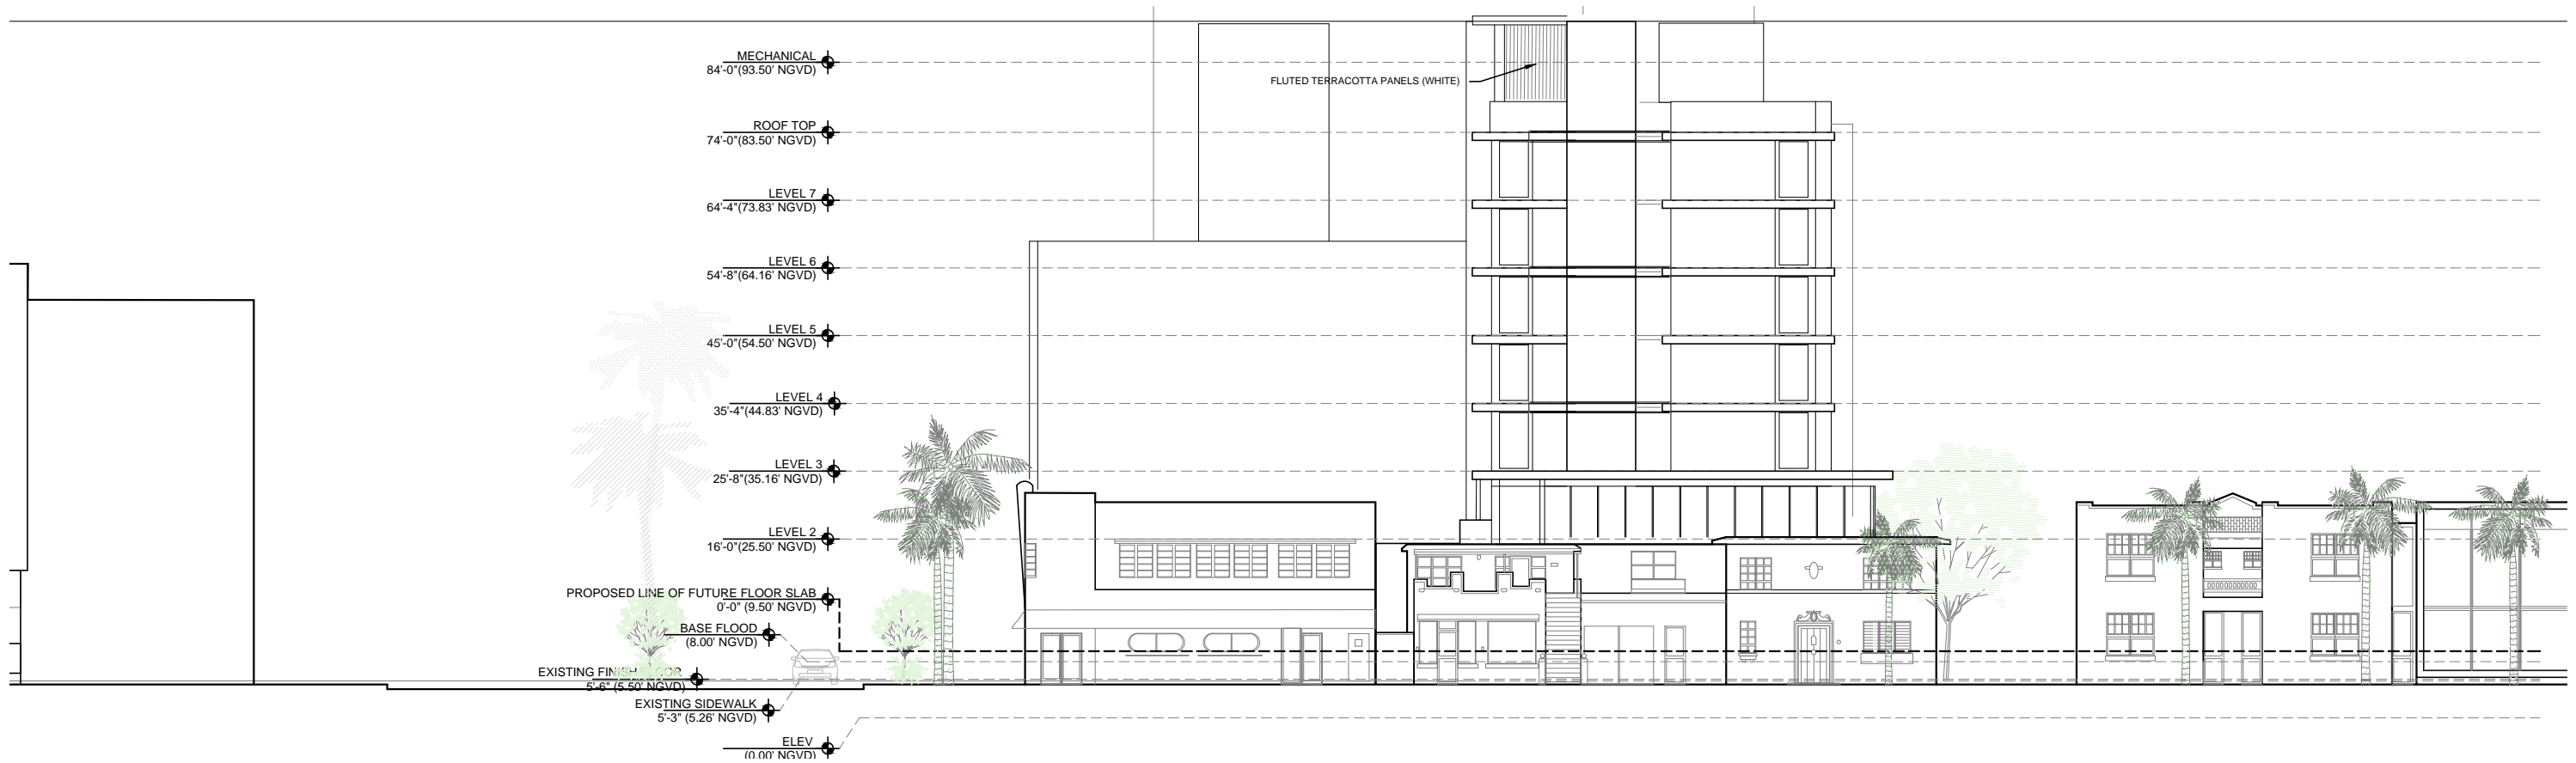 MECHANICAL
84'-0"(93.50' NGVD)
FLUTED TERRACOTTA PANELS (WHITE)
ROOF TOP
74'-0"(83.50' NGVD)
LEVEL 7
64'-4"(73.83' NGVD)
LEVEL 6
54'-8"(64.16' NGVD)
LEVEL 5
45'-0"(54.50' NGVD)
LEVEL 4
35'-4"(44.83' NGVD)
LEVEL 3
25'-8"(35.16' NGVD)
LEVEL 2
16'-0"(25.50' NGVD)
PROPOSED LINE OF FUTURE FLOOR SLAB
0'-0" (9.50' NGVD)
BASE FLOOD
(8.00' NGVD)
EXISTING FINISH FLOOR
5'-6" (5.50' NGVD)
EXISTING SIDEWALK
5'-3" (5.26' NGVD)
ELEV
(0.00' NGVD)